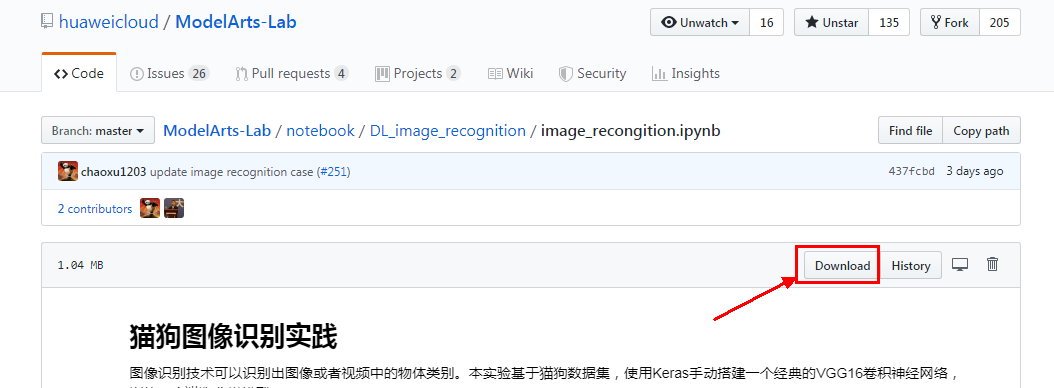 huaweicloud / ModelArts-Lab
Unwatch 16 Unstar 135 Fork 205
Code Issues 26 Pull requests 4 Projects 2 Wiki Security Insights
Branch: master ModelArts-Lab / notebook / DL_image_recognition / image_recongition.ipynb Find file Copy path
chaoxu1203 update image recognition case (#251) 437fcbd 3 days ago
2 contributors
1.04 MB Download History
猫狗图像识别实践
图像识别技术可以识别出图像或者视频中的物体类别。本实验基于猫狗数据集，使用Keras手动搭建一个经典的VGG16卷积神经网络，